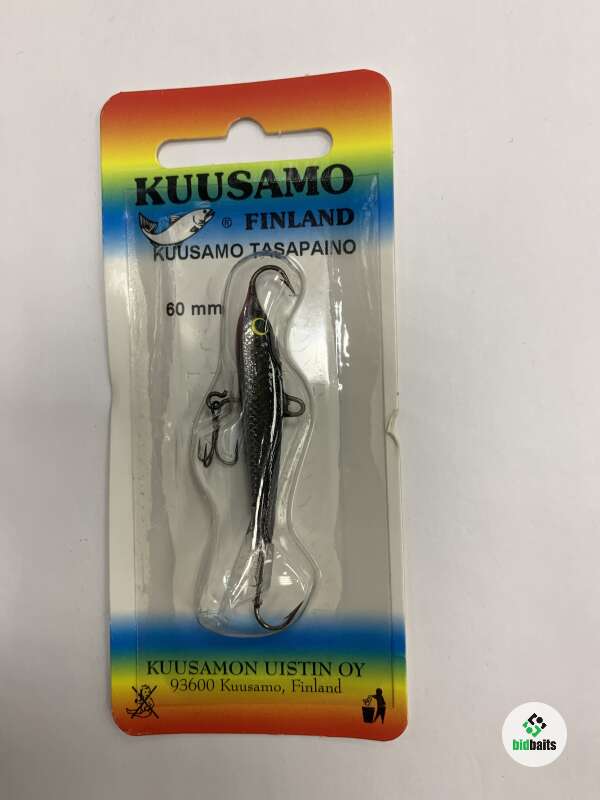 KUUSAMO
® FINLAND
KUUSAMO TASAPAINO
60 mm
KUUSAMON UISTIN OY
93600 Kuusamo, Finland
bidbaits